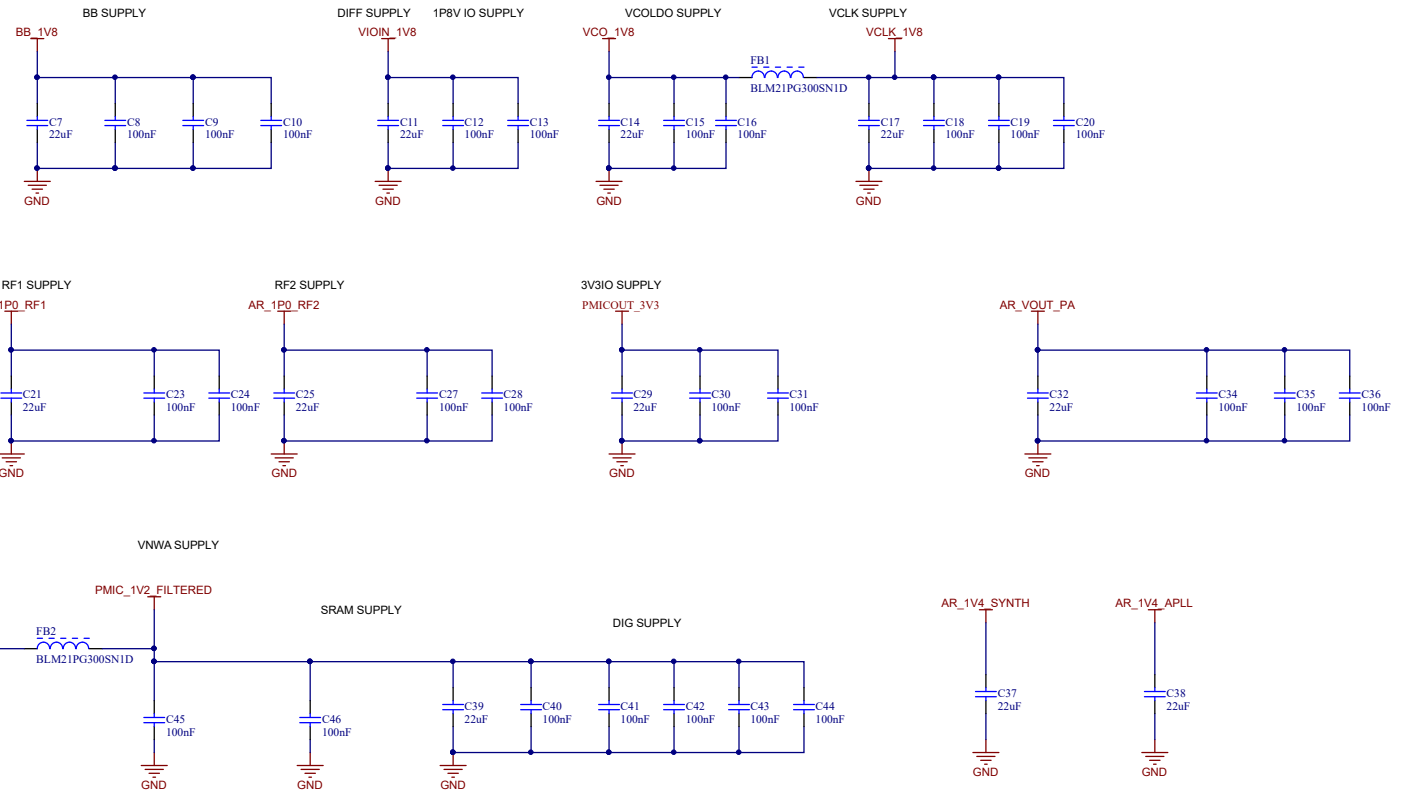 BB SUPPLY
DIFF SUPPLY
1P8V IO SUPPLY
VCOLDO SUPPLY
VCLK SUPPLY
BB_1V8
VIOIN_1V8
VCO_1V8
VCLK_1V8
FB1
BLM21PG300SN1D
C7
22uF
C8
100nF
C9
100nF
C10
100nF
C11
22uF
C12
100nF
C13
100nF
C14
22uF
C15
100nF
C16
100nF
C17
22uF
C18
100nF
C19
100nF
C20
100nF
GND
GND
GND
GND
RF1 SUPPLY
RF2 SUPPLY
3V3IO SUPPLY
1P0_RF1
AR_1P0_RF2
PMICOUT_3V3
AR_VOUT_PA
C21
22uF
C23
100nF
C24
100nF
C25
22uF
C27
100nF
C28
100nF
C29
22uF
C30
100nF
C31
100nF
C32
22uF
C34
100nF
C35
100nF
C36
100nF
GND
GND
GND
GND
VNWA SUPPLY
PMIC_1V2_FILTERED
SRAM SUPPLY
DIG SUPPLY
AR_1V4_SYNTH
AR_1V4_APLL
FB2
BLM21PG300SN1D
C45
100nF
C46
100nF
C39
22uF
C40
100nF
C41
100nF
C42
100nF
C43
100nF
C44
100nF
C37
22uF
C38
22uF
GND
GND
GND
GND
GND